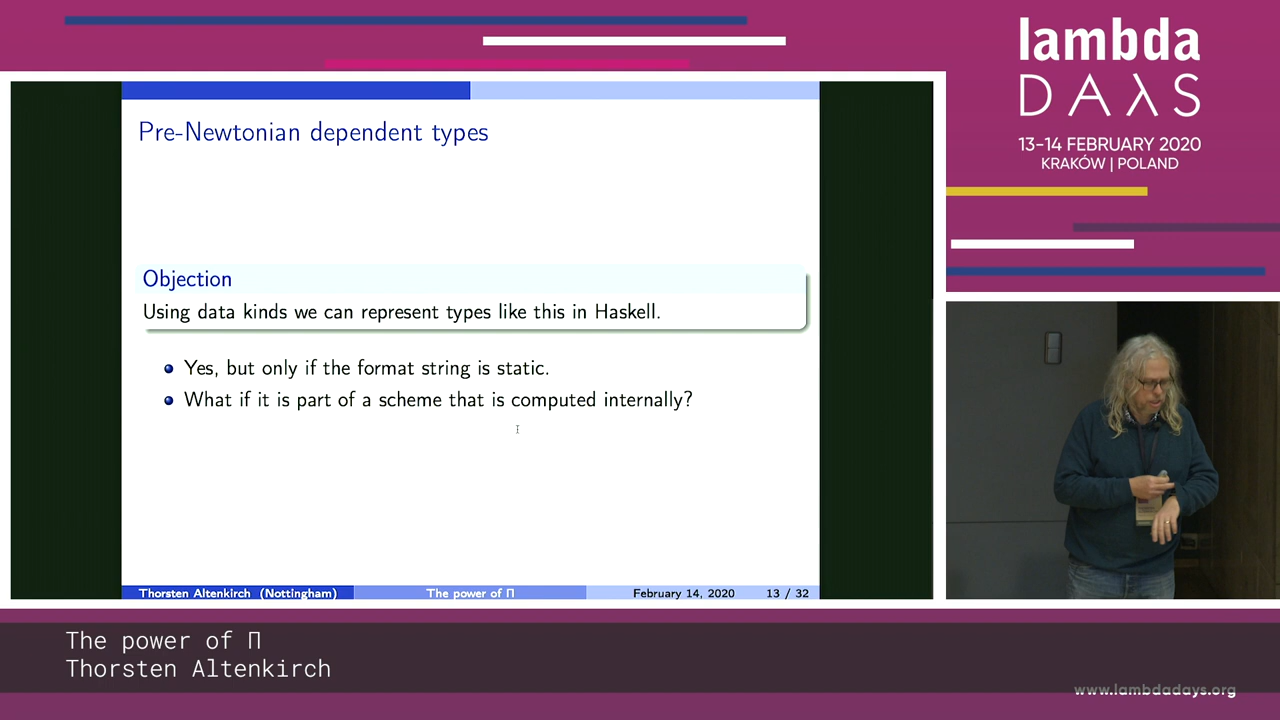 lambda
DAλS
13–14 FEBRUARY 2020
KRAKÓW | POLAND
Pre-Newtonian dependent types
Objection
Using data kinds we can represent types like this in Haskell.
Yes, but only if the format string is static.
What if it is part of a scheme that is computed internally?
Thorsten Altenkirch (Nottingham) The power of Π February 14, 2020 13 / 32
The power of Π
Thorsten Altenkirch
www.lambdadays.org